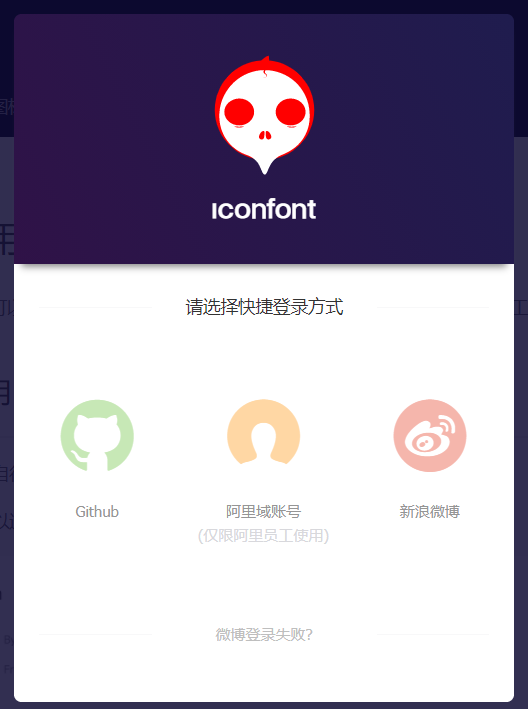 iconfont
请选择快捷登录方式
Github
阿里域账号
新浪微博
(仅限阿里员工使用)
微博登录失败?